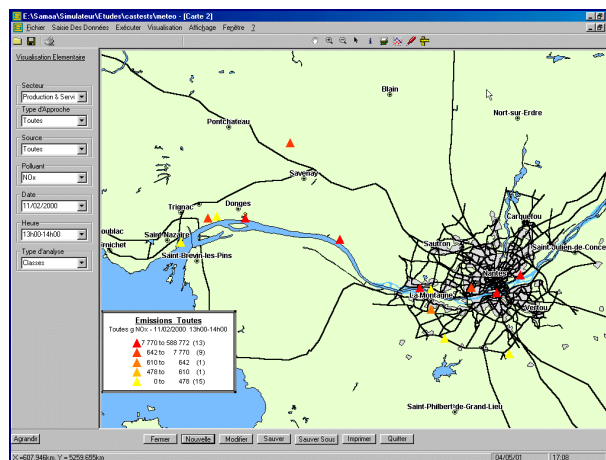 E:\Samaa\Simulateur\Etudes\castests\meteo - [Carte 2]
Fichier Saisie Des Données Exécuter Visualisation Affichage Fenêtre ?
Visualisation Elementaire
Secteur
Production & Servi
Type d'Approche
Toutes
Source
Toutes
Polluant
NOx
Date
11/02/2000
Heure
13h00-14h00
Type d'analyse
Classes
Blain
Nort-sur-Erdre
Pontchateau
Savenay
Trignac
Donges
Carquefou
oublac
Saint-Nazaire
Sautron
Saint-Julien-de-Conce
rnichet
Saint-Brévin-les-Pins
Nantes
La Montagne
Vertou
Saint-Philbert-de-Grand-Lieu
Emissions Toutes
Toutes g NOx - 11/02/2000 13h00-14h00
7 770 to 588 772 (13)
642 to 7 770 (9)
610 to 642 (1)
478 to 610 (1)
0 to 478 (15)
Agrandir
Fermer Nouvelle Modifier Sauver Sauver Sous Imprimer Quitter
X =607.946km, Y = 5259.655km
04/05/01 17:08